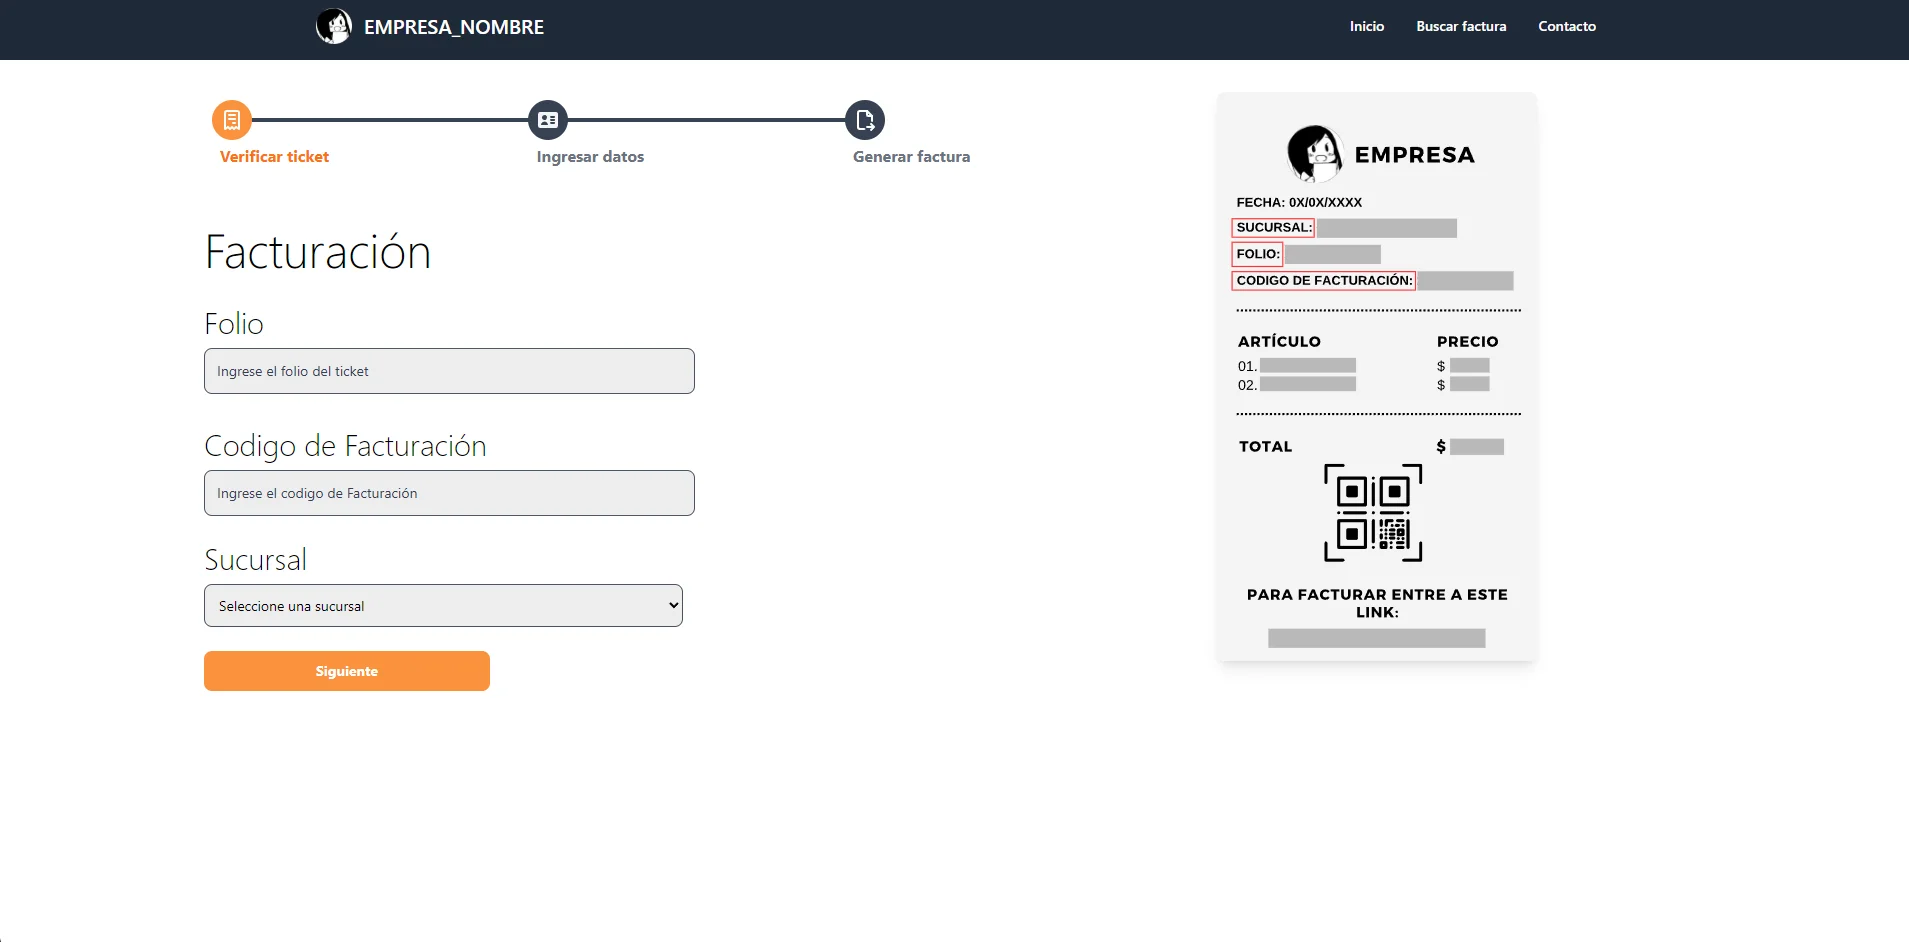 EMPRESA_NOMBRE
Inicio
Buscar factura
Contacto
Verificar ticket
Ingresar datos
Generar factura
Facturación
Folio
Ingrese el folio del ticket
Codigo de Facturación
Ingrese el codigo de Facturación
Sucursal
Seleccione una sucursal
Siguiente
EMPRESA
FECHA: 0X/0X/XXXX
SUCURSAL:
FOLIO:
CODIGO DE FACTURACIÓN:
ARTÍCULO PRECIO
01. $
02. $
TOTAL $
PARA FACTURAR ENTRE A ESTE
LINK: